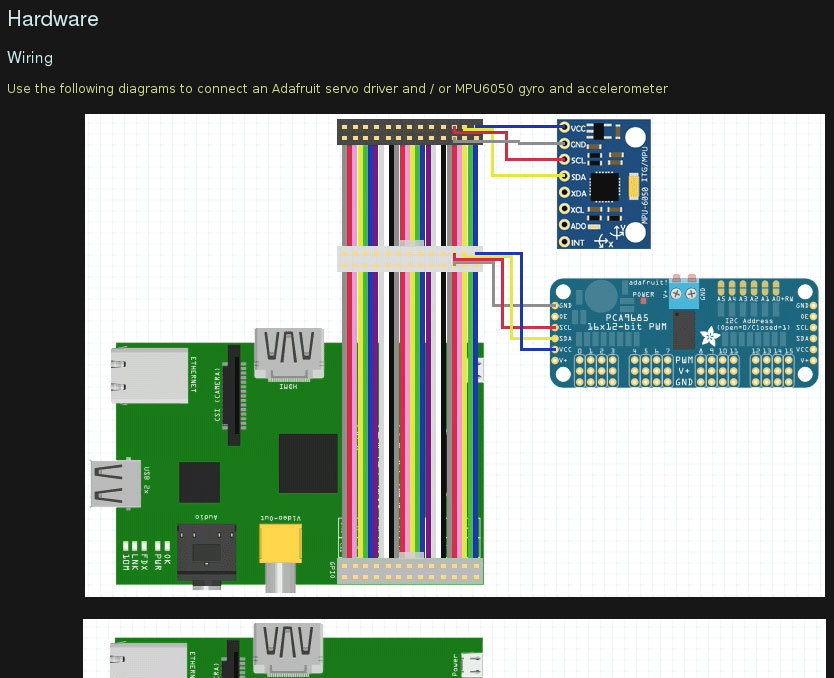 Hardware
Wiring
Use the following diagrams to connect an Adafruit servo driver and / or MPU6050 gyro and accelerometer
VCC
GND
SCL
SDA
XDA
XCL
ADO
INT
MPU-6050 ITG/MPU
Y
X
adafruit!
POWER
V+
GND
A5 A4 A3 A2 A1 A0+RW
PCA9685
16x12-bit PWM
I2C Address
(Open=0/Closed=1)
GND
OE
SCL
SDA
VCC
V+
GND
OE
SCL
SDA
VCC
V+
0 1 2 3 4 5 6 7 8 9 10 11 12 13 14 15
PWM
V+
GND
ETHERNET
CSI (CAMERA)
HDMI
USB 2x
Audio
Video-Out
10M
LNK
FDX
PWR
OK
GPIO
Power